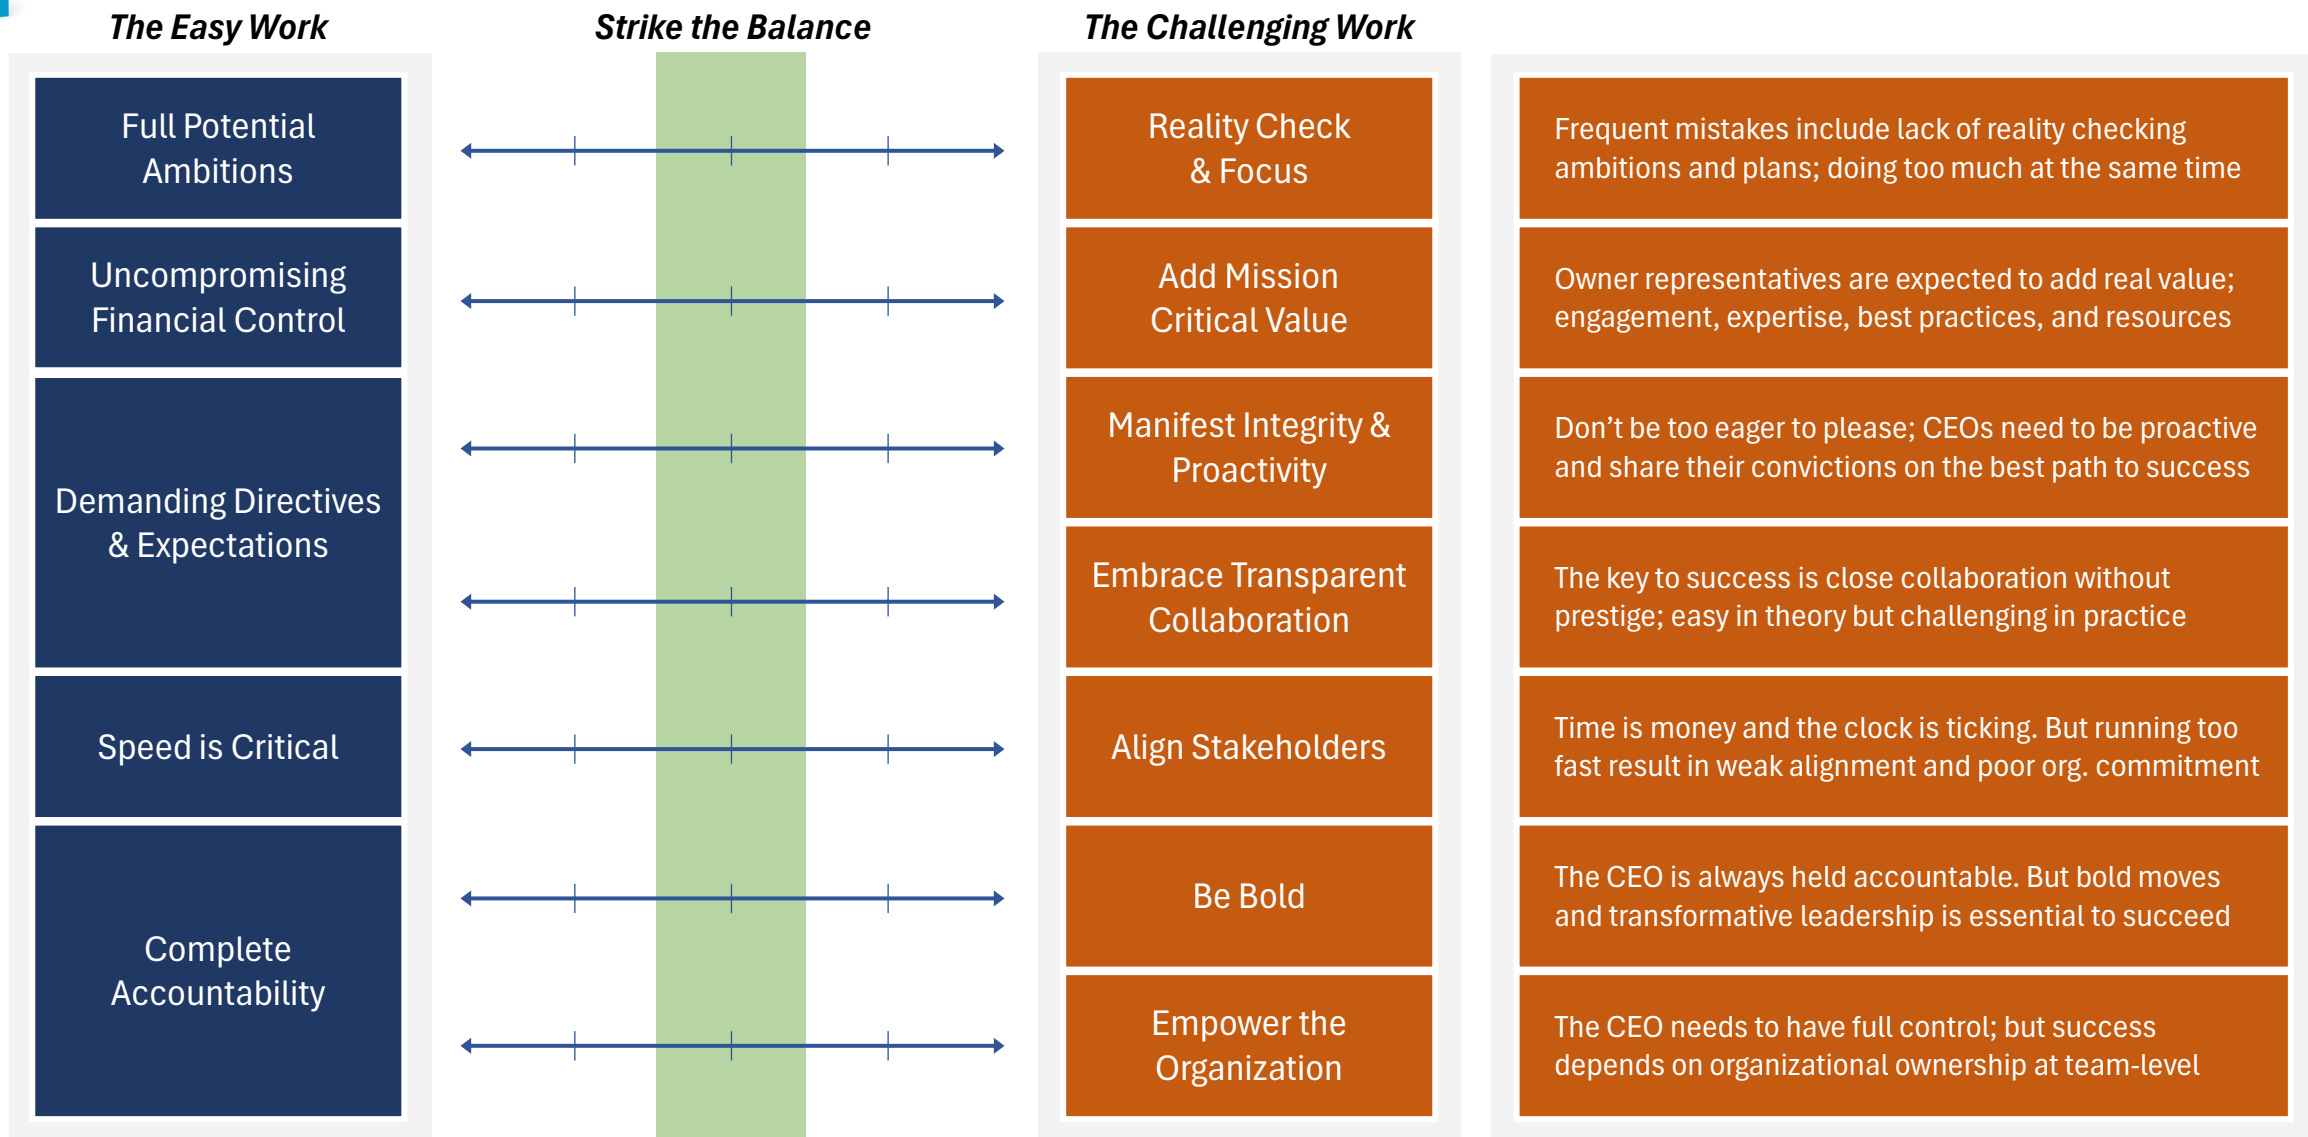 The Easy Work
Strike the Balance
The Challenging Work
Full Potential
Ambitions
Reality Check
& Focus
Frequent mistakes include lack of reality checking
ambitions and plans; doing too much at the same time
Uncompromising
Financial Control
Add Mission
Critical Value
Owner representatives are expected to add real value;
engagement, expertise, best practices, and resources
Demanding Directives
& Expectations
Manifest Integrity &
Proactivity
Don’t be too eager to please; CEOs need to be proactive
and share their convictions on the best path to success
Embrace Transparent
Collaboration
The key to success is close collaboration without
prestige; easy in theory but challenging in practice
Speed is Critical
Align Stakeholders
Time is money and the clock is ticking. But running too
fast result in weak alignment and poor org. commitment
Complete
Accountability
Be Bold
The CEO is always held accountable. But bold moves
and transformative leadership is essential to succeed
Empower the
Organization
The CEO needs to have full control; but success
depends on organizational ownership at team-level